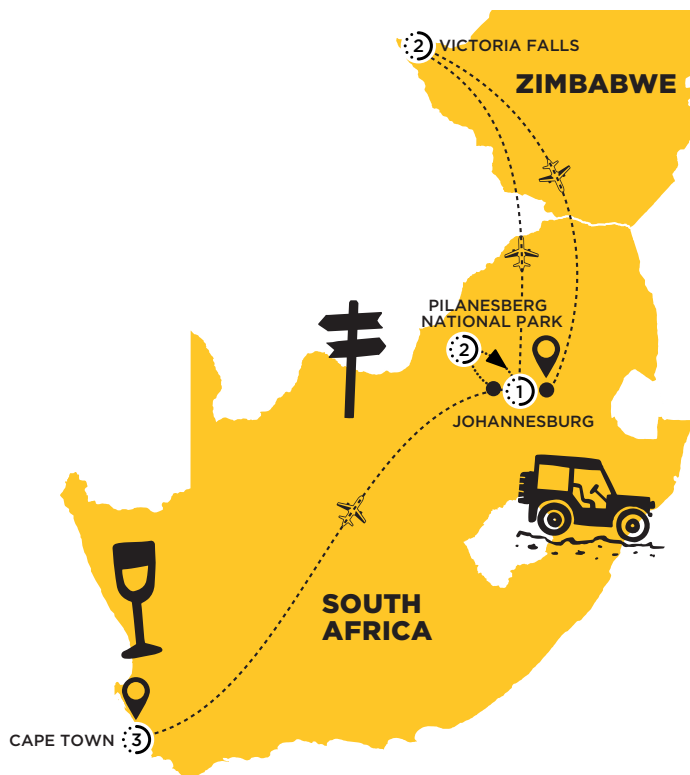 2 VICTORIA FALLS
ZIMBABWE
PILANESBERG
NATIONAL PARK
2
1
JOHANNESBURG
SOUTH
AFRICA
CAPE TOWN 3